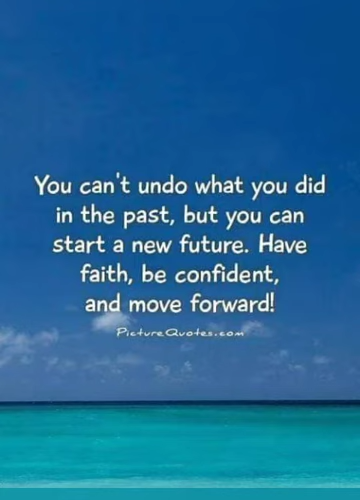 You can't undo what you did
in the past, but you can
start a new future. Have
faith, be confident,
and move forward!
PictureQuotes.com